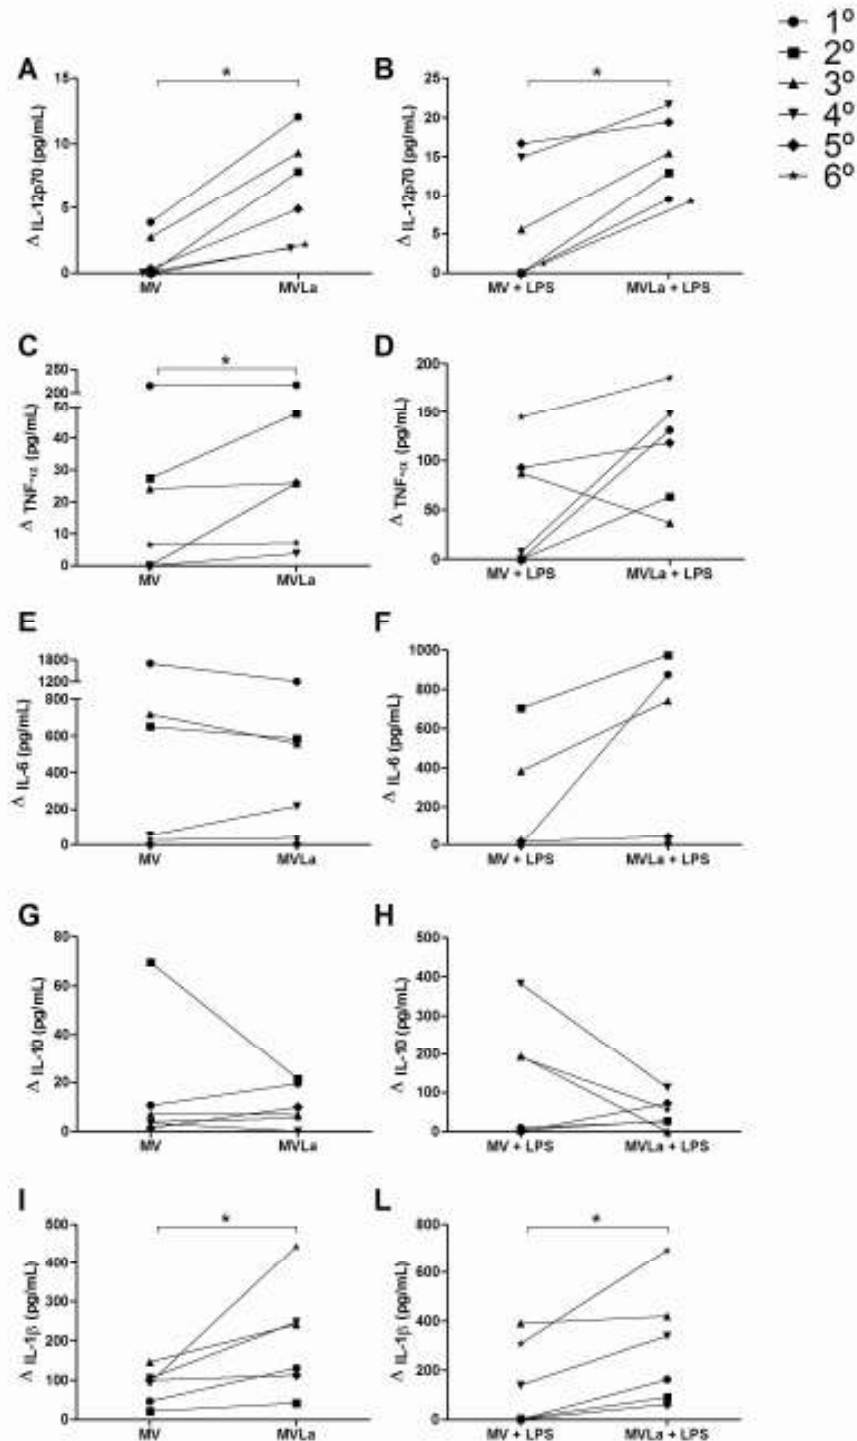 1º
2º
3º
4º
5º
6º
A
*
Δ IL-12p70 (pg/mL)
15
10
5
0
MV MVLa
B
*
Δ IL-12p70 (pg/mL)
25
20
15
10
5
0
MV + LPS MVLa + LPS
C
*
Δ TNF-α (pg/mL)
250
200
50
40
30
20
10
0
MV MVLa
D
Δ TNF-α (pg/mL)
200
150
100
50
0
MV + LPS MVLa + LPS
E
Δ IL-6 (pg/mL)
1800
1200
800
600
400
200
0
MV MVLa
F
Δ IL-6 (pg/mL)
1000
800
600
400
200
0
MV + LPS MVLa + LPS
G
Δ IL-10 (pg/mL)
80
60
40
20
0
MV MVLa
H
Δ IL-10 (pg/mL)
500
400
300
200
100
0
MV + LPS MVLa + LPS
I
*
Δ IL-1β (pg/mL)
500
400
300
200
100
0
MV MVLa
L
*
Δ IL-1β (pg/mL)
800
600
400
200
0
MV + LPS MVLa + LPS